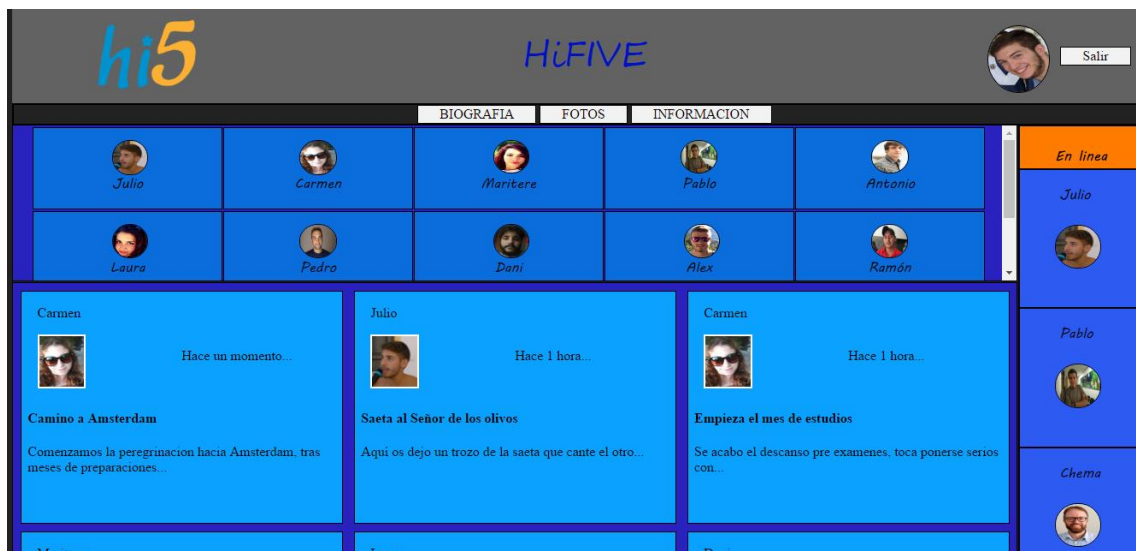 hi5
HiFIVE
Salir
BIOGRAFIA
FOTOS
INFORMACION
Julio
Carmen
Maritere
Pablo
Antonio
Laura
Pedro
Dani
Alex
Ramón
En linea
Julio
Pablo
Chema
Carmen
Hace un momento...
Camino a Amsterdam
Comenzamos la peregrinacion hacia Amsterdam, tras
meses de preparaciones...
Julio
Hace 1 hora...
Saeta al Señor de los olivos
Aqui os dejo un trozo de la saeta que cante el otro...
Carmen
Hace 1 hora...
Empieza el mes de estudios
Se acabo el descanso pre examenes, toca ponerse serios
con...